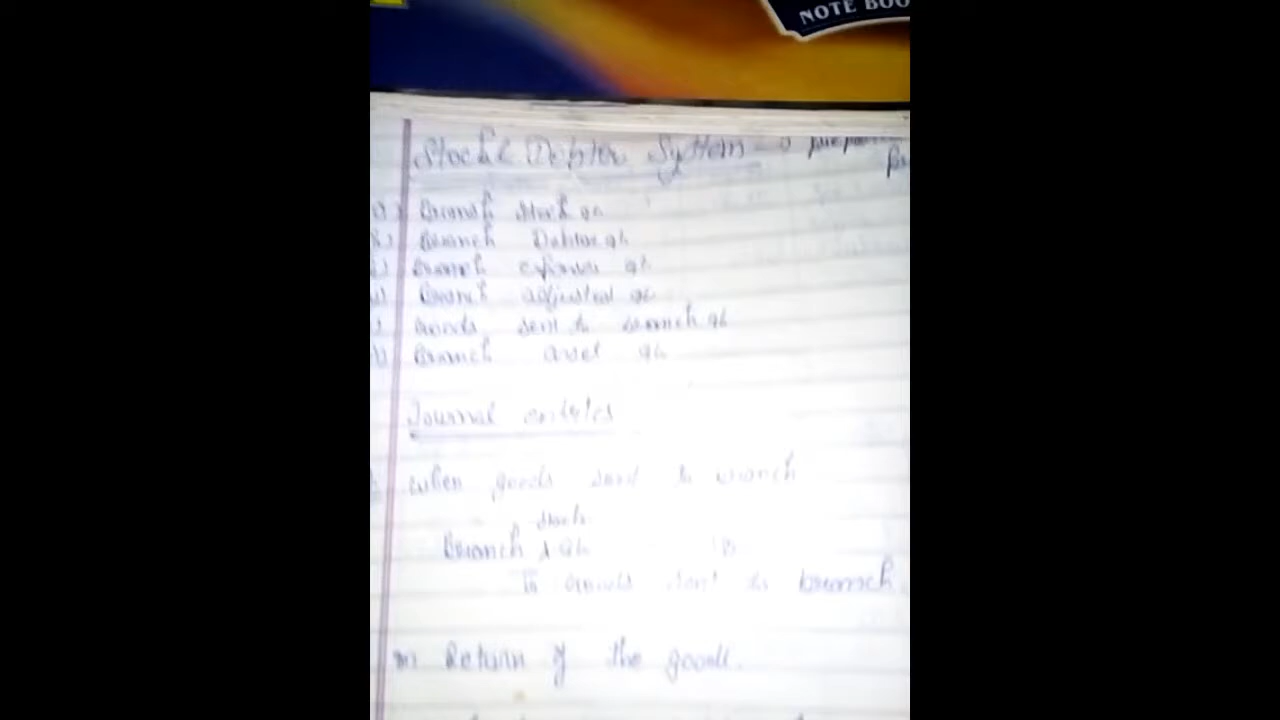 NOTE BOO
Stock & Debtor System
Branch Stock a/c
Branch Debtor a/c
Branch expenses a/c
Branch adjusted a/c
Goods sent to branch a/c
Branch asset a/c
Journal entries
when goods sent to branch
stock
Branch a/c Dr
To Goods sent to branch
Return of the goods.